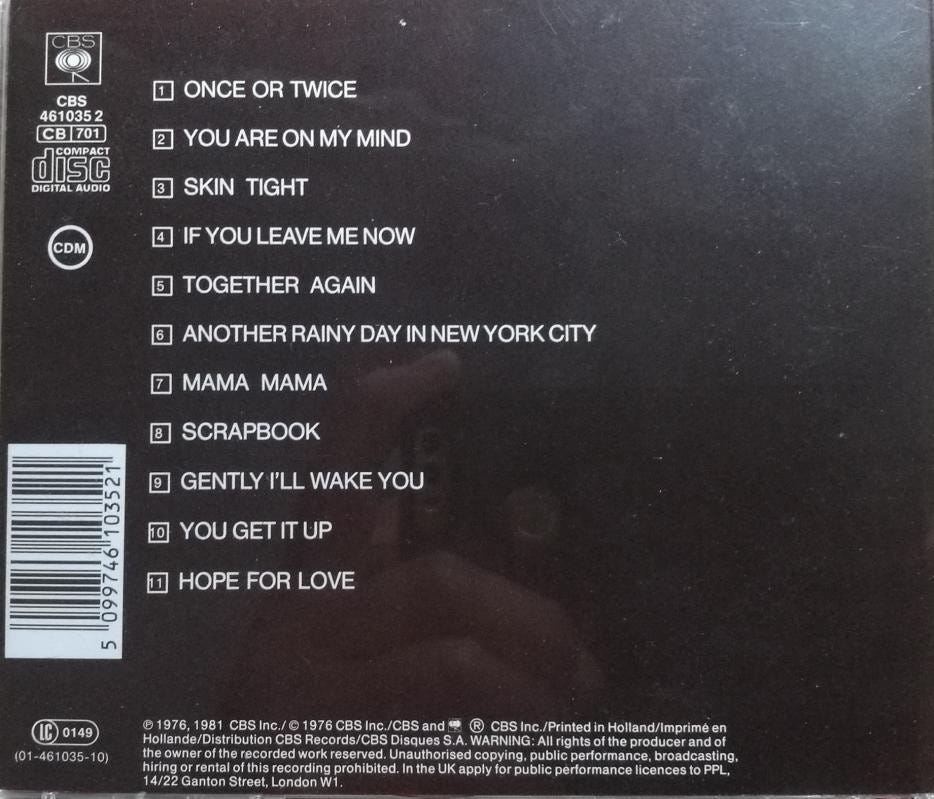 CBS
CBS
461035 2
CB 701
COMPACT
disc
DIGITAL AUDIO
CDM
1 ONCE OR TWICE
2 YOU ARE ON MY MIND
3 SKIN TIGHT
4 IF YOU LEAVE ME NOW
5 TOGETHER AGAIN
6 ANOTHER RAINY DAY IN NEW YORK CITY
7 MAMA MAMA
8 SCRAPBOOK
9 GENTLY I'LL WAKE YOU
10 YOU GET IT UP
11 HOPE FOR LOVE
5 099746 103521
LC 0149
(01-461035-10)
℗ 1976, 1981 CBS Inc./ © 1976 CBS Inc./CBS and ® CBS Inc./Printed in Holland/Imprimé en
Hollande/Distribution CBS Records/CBS Disques S.A. WARNING: All rights of the producer and of
the owner of the recorded work reserved. Unauthorised copying, public performance, broadcasting,
hiring or rental of this recording prohibited. In the UK apply for public performance licences to PPL,
14/22 Ganton Street, London W1.